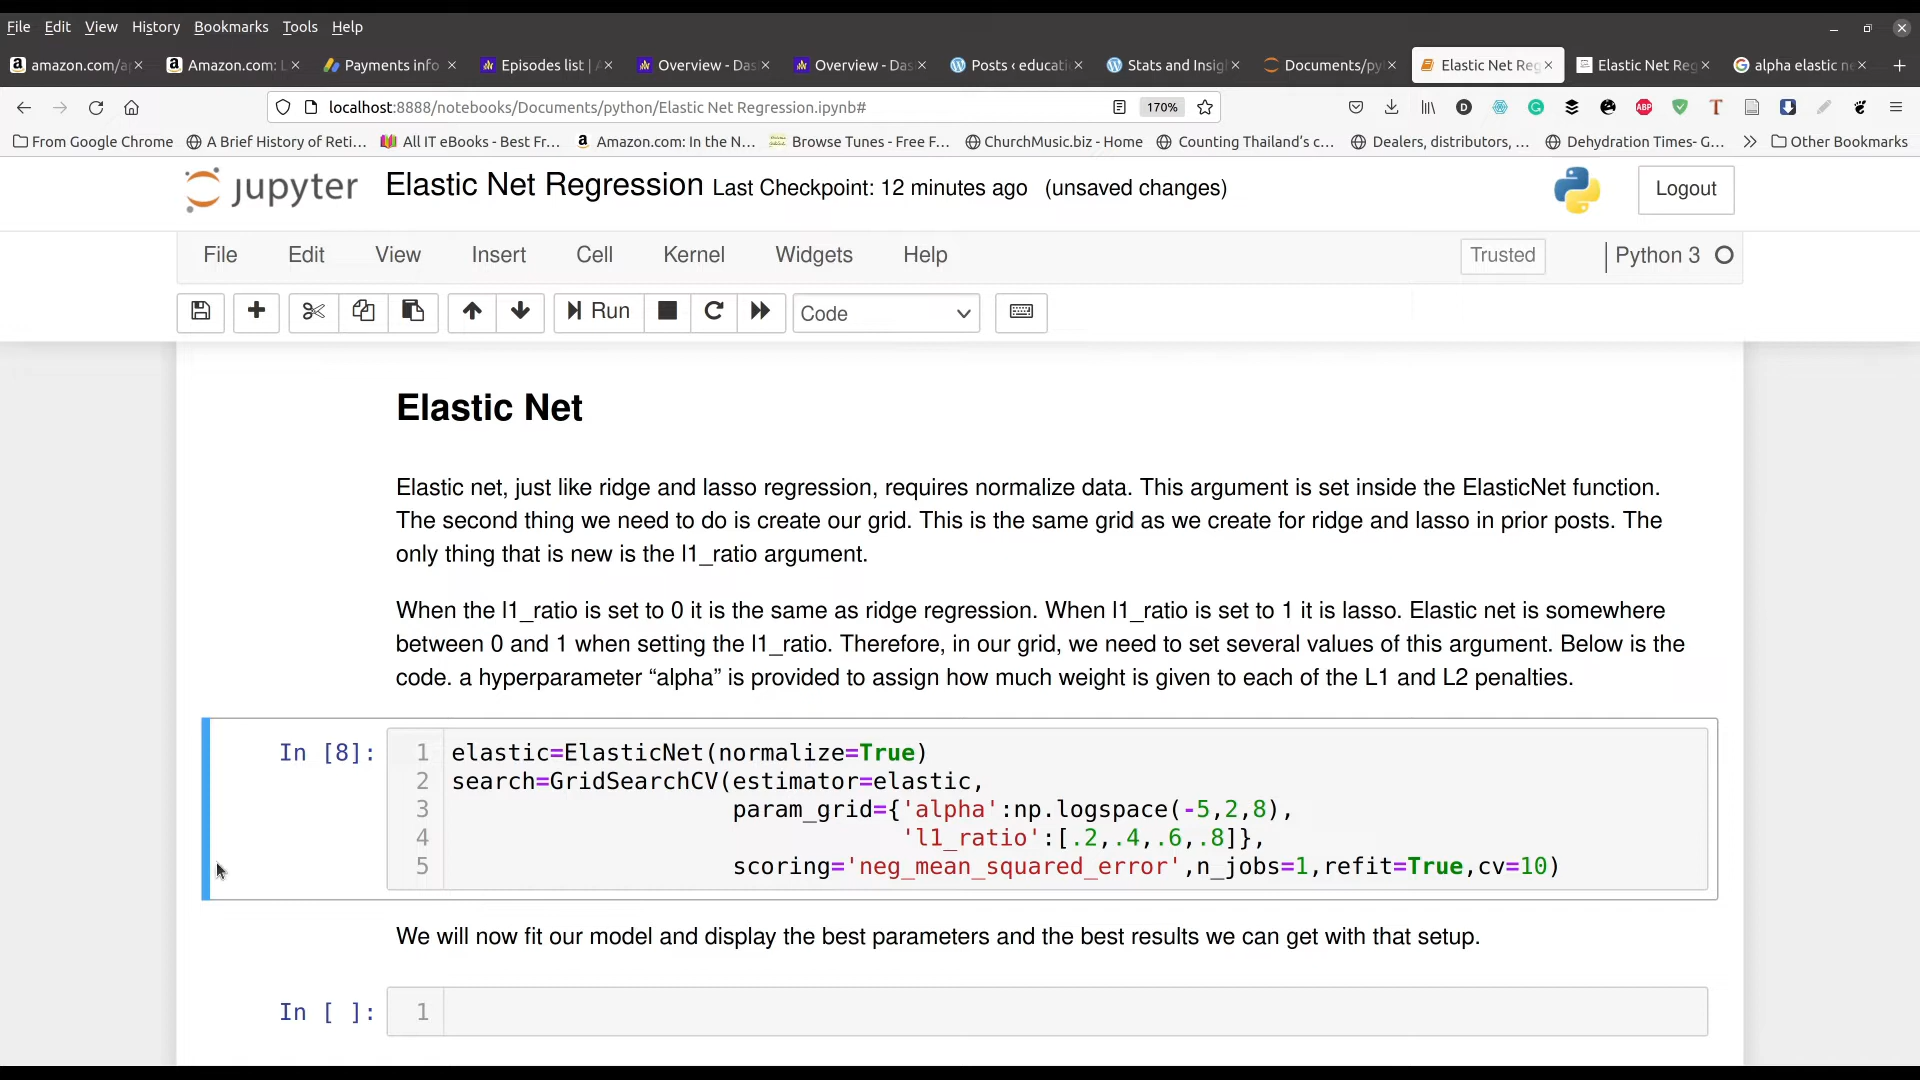 File Edit View History Bookmarks Tools Help
amazon.com/a Amazon.com: Payments info Episodes list | Overview - Das Overview - Das Posts ‹ educati Stats and Insig Documents/py Elastic Net Reg Elastic Net Reg alpha elastic ne
localhost:8888/notebooks/Documents/python/Elastic Net Regression.ipynb# 170%
From Google Chrome A Brief History of Reti... All IT eBooks - Best Fr... Amazon.com: In the N... Browse Tunes - Free F... ChurchMusic.biz - Home Counting Thailand's c... Dealers, distributors, ... Dehydration Times- G... Other Bookmarks
jupyter Elastic Net Regression Last Checkpoint: 12 minutes ago (unsaved changes) Logout
File Edit View Insert Cell Kernel Widgets Help Trusted Python 3
Run Code
Elastic Net
Elastic net, just like ridge and lasso regression, requires normalize data. This argument is set inside the ElasticNet function.
The second thing we need to do is create our grid. This is the same grid as we create for ridge and lasso in prior posts. The
only thing that is new is the l1_ratio argument.
When the l1_ratio is set to 0 it is the same as ridge regression. When l1_ratio is set to 1 it is lasso. Elastic net is somewhere
between 0 and 1 when setting the l1_ratio. Therefore, in our grid, we need to set several values of this argument. Below is the
code. a hyperparameter “alpha” is provided to assign how much weight is given to each of the L1 and L2 penalties.
In [8]: 1 elastic=ElasticNet(normalize=True)
2 search=GridSearchCV(estimator=elastic,
3 param_grid={'alpha':np.logspace(-5,2,8),
4 'l1_ratio':[.2,.4,.6,.8]},
5 scoring='neg_mean_squared_error',n_jobs=1,refit=True,cv=10)
We will now fit our model and display the best parameters and the best results we can get with that setup.
In [ ]: 1